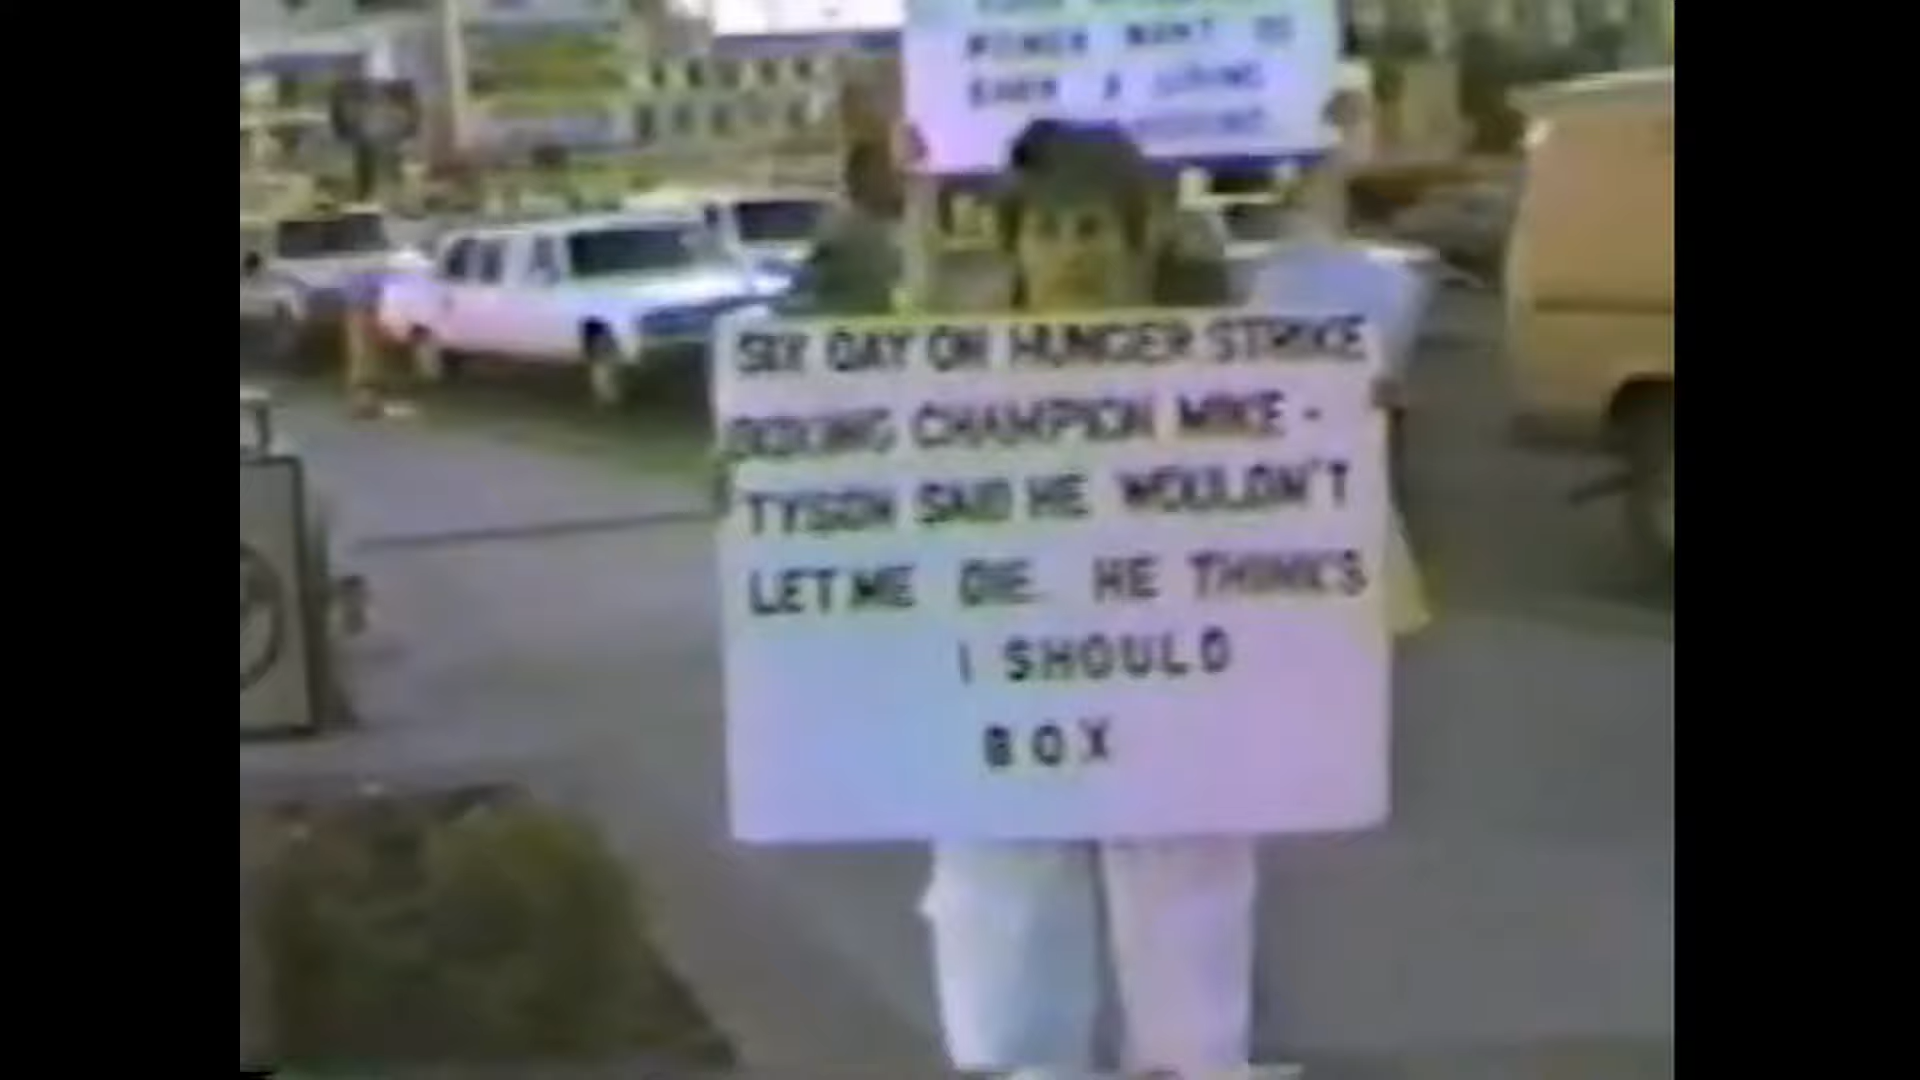 WOMEN WANT TO
EARN A LIVING
SIX DAY ON HUNGER STRIKE
BOXING CHAMPION MIKE -
TYSON SAID HE WOULDN'T
LET ME DIE. HE THINKS
I SHOULD
BOX